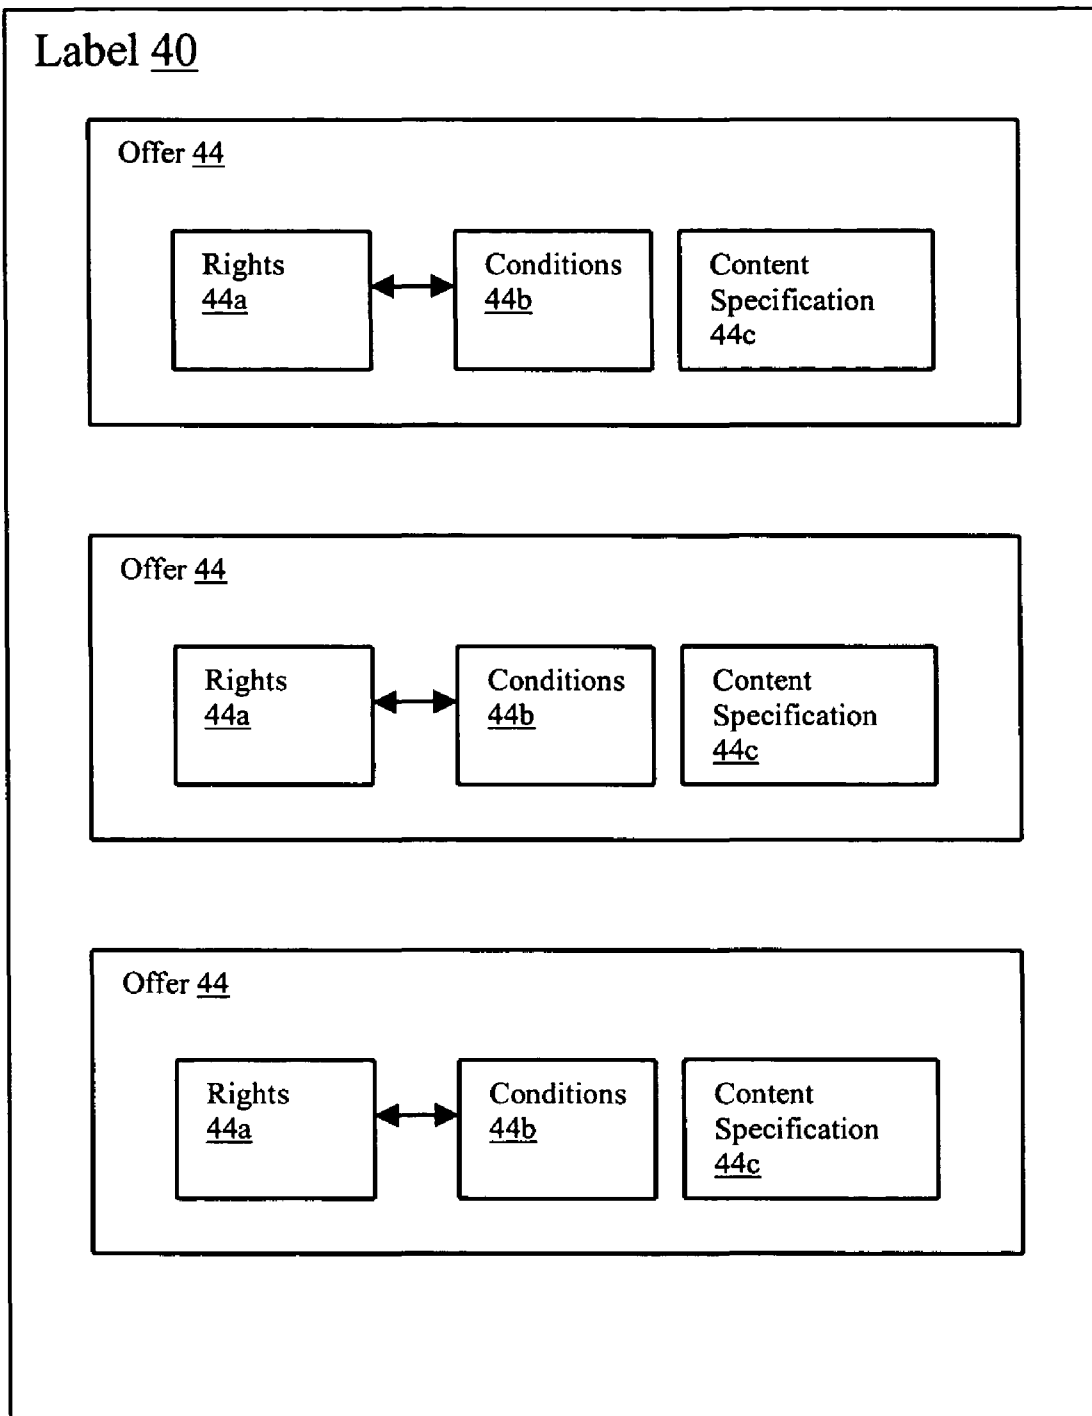 Label 40
Offer 44
Rights
44a
Conditions
44b
Content
Specification
44c
Offer 44
Rights
44a
Conditions
44b
Content
Specification
44c
Offer 44
Rights
44a
Conditions
44b
Content
Specification
44c